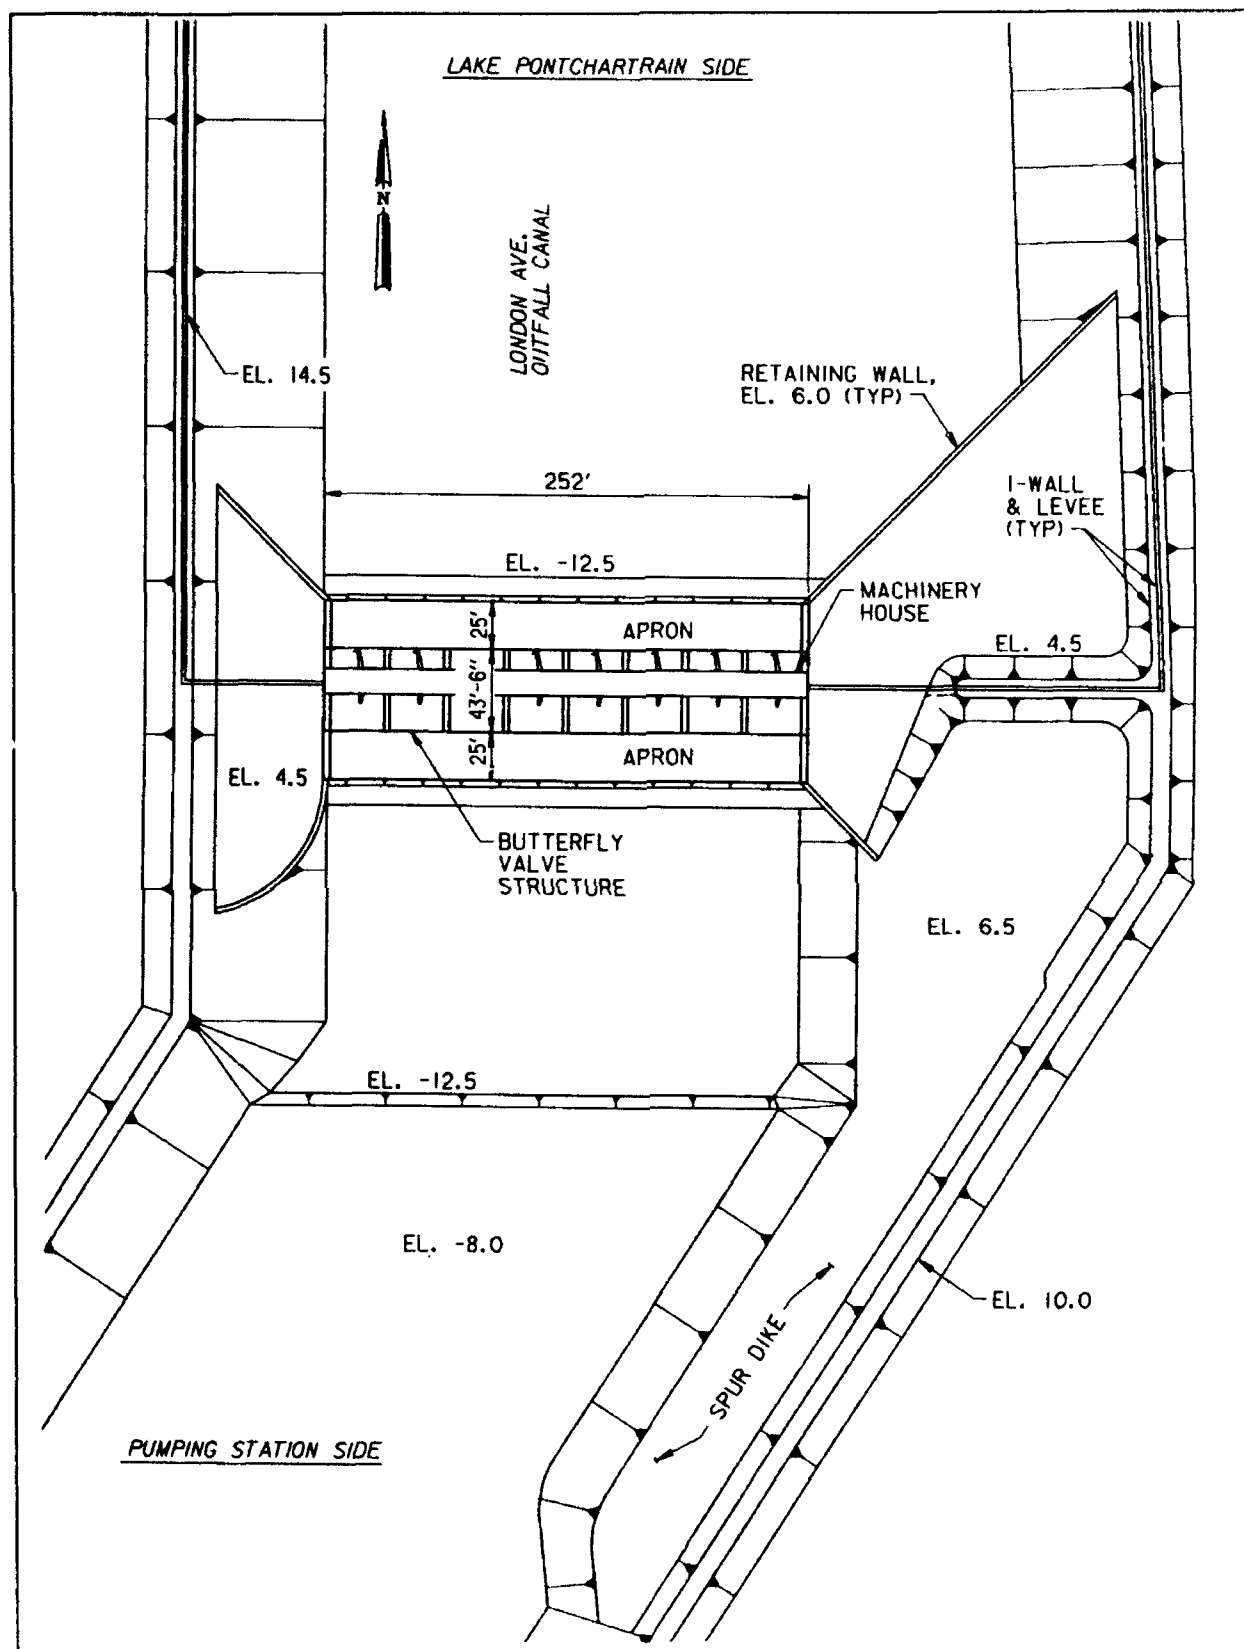 LAKE PONTCHARTRAIN SIDE
N
LONDON AVE.
OUTFALL CANAL
EL. 14.5
RETAINING WALL,
EL. 6.0 (TYP)
252'
I-WALL
& LEVEE
(TYP)
EL. -12.5
MACHINERY
HOUSE
25'
APRON
EL. 4.5
43'-6"
25'
APRON
EL. 4.5
BUTTERFLY
VALVE
STRUCTURE
EL. 6.5
EL. -12.5
EL. -8.0
EL. 10.0
SPUR DIKE
PUMPING STATION SIDE